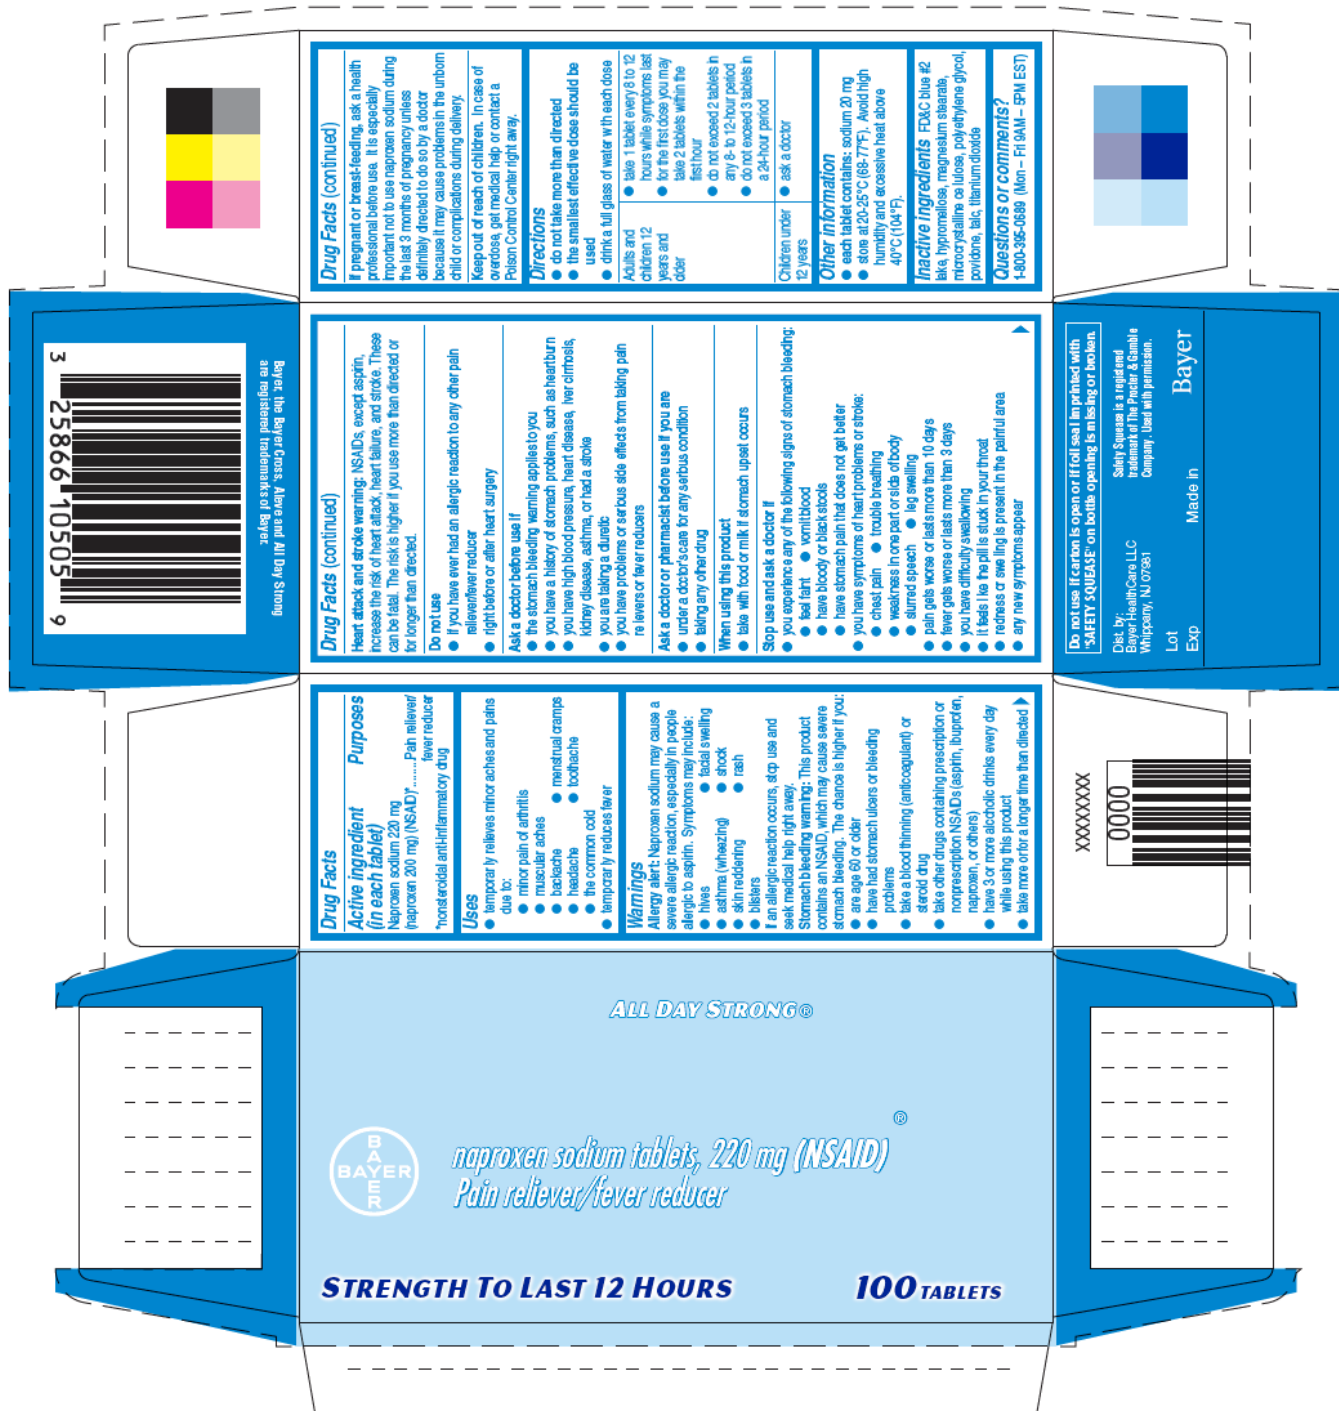 Drug Facts
Active ingredient Purposes
(in each tablet)
Naproxen sodium 220 mg
(naproxen 200 mg) (NSAID)*.........Pain reliever/
fever reducer
*nonsteroidal anti-inflammatory drug
Uses
● temporarily relieves minor aches and pains
due to:
● minor pain of arthritis
● muscular aches
● backache ● menstrual cramps
● headache ● toothache
● the common cold
● temporarily reduces fever
Warnings
Allergy alert: Naproxen sodium may cause a
severe allergic reaction, especially in people
allergic to aspirin. Symptoms may include:
● hives ● facial swelling
● asthma (wheezing) ● shock
● skin reddening ● rash
● blisters
If an allergic reaction occurs, stop use and
seek medical help right away.
Stomach bleeding warning: This product
contains an NSAID, which may cause severe
stomach bleeding. The chance is higher if you:
● are age 60 or older
● have had stomach ulcers or bleeding
problems
● take a blood thinning (anticoagulant) or
steroid drug
● take other drugs containing prescription or
nonprescription NSAIDs (aspirin, ibuprofen,
naproxen, or others)
● have 3 or more alcoholic drinks every day
while using this product
● take more or for a longer time than directed
Drug Facts (continued)
Heart attack and stroke warning: NSAIDs, except aspirin,
increase the risk of heart attack, heart failure, and stroke. These
can be fatal. The risk is higher if you use more than directed or
for longer than directed.
Do not use
● if you have ever had an allergic reaction to any other pain
reliever/fever reducer
● right before or after heart surgery
Ask a doctor before use if
● the stomach bleeding warning applies to you
● you have a history of stomach problems, such as heartburn
● you have high blood pressure, heart disease, liver cirrhosis,
kidney disease, asthma, or had a stroke
● you are taking a diuretic
● you have problems or serious side effects from taking pain
relievers or fever reducers
Ask a doctor or pharmacist before use if you are
● under a doctor's care for any serious condition
● taking any other drug
When using this product
● take with food or milk if stomach upset occurs
Stop use and ask a doctor if
● you experience any of the following signs of stomach bleeding:
● feel faint ● vomit blood
● have bloody or black stools
● have stomach pain that does not get better
● you have symptoms of heart problems or stroke:
● chest pain ● trouble breathing
● weakness in one part or side of body
● slurred speech ● leg swelling
● pain gets worse or lasts more than 10 days
● fever gets worse or lasts more than 3 days
● you have difficulty swallowing
● it feels like the pill is stuck in your throat
● redness or swelling is present in the painful area
● any new symptoms appear
Drug Facts (continued)
If pregnant or breast-feeding, ask a health
professional before use. It is especially
important not to use naproxen sodium during
the last 3 months of pregnancy unless
definitely directed to do so by a doctor
because it may cause problems in the unborn
child or complications during delivery.
Keep out of reach of children. In case of
overdose, get medical help or contact a
Poison Control Center right away.
Directions
● do not take more than directed
● the smallest effective dose should be
used
● drink a full glass of water with each dose
Adults and
children 12
years and
older
● take 1 tablet every 8 to 12
hours while symptoms last
● for the first dose you may
take 2 tablets within the
first hour
● do not exceed 2 tablets in
any 8- to 12-hour period
● do not exceed 3 tablets in
a 24-hour period
Children under
12 years
● ask a doctor
Other information
● each tablet contains: sodium 20 mg
● store at 20-25°C (68-77°F). Avoid high
humidity and excessive heat above
40°C (104°F).
Inactive ingredients FD&C blue #2
lake, hypromellose, magnesium stearate,
microcrystalline cellulose, polyethylene glycol,
povidone, talc, titanium dioxide
Questions or comments?
1-800-395-0689 (Mon – Fri 9AM – 5PM EST)
3 25866 10505 9
Bayer, the Bayer Cross, Aleve and All Day Strong
are registered trademarks of Bayer.
Do not use if carton is open or if foil seal imprinted with
"SAFETY SQUEASE" on bottle opening is missing or broken.
Dist. by:
Bayer HealthCare LLC
Whippany, NJ 07981
Safety Squease is a registered
trademark of The Procter & Gamble
Company . Used with permission.
Lot
Exp Made in
Bayer
XXXXXXXX
0000
ALL DAY STRONG®
BAYER
BAYER
®
naproxen sodium tablets, 220 mg (NSAID)
Pain reliever/fever reducer
STRENGTH TO LAST 12 HOURS 100 TABLETS